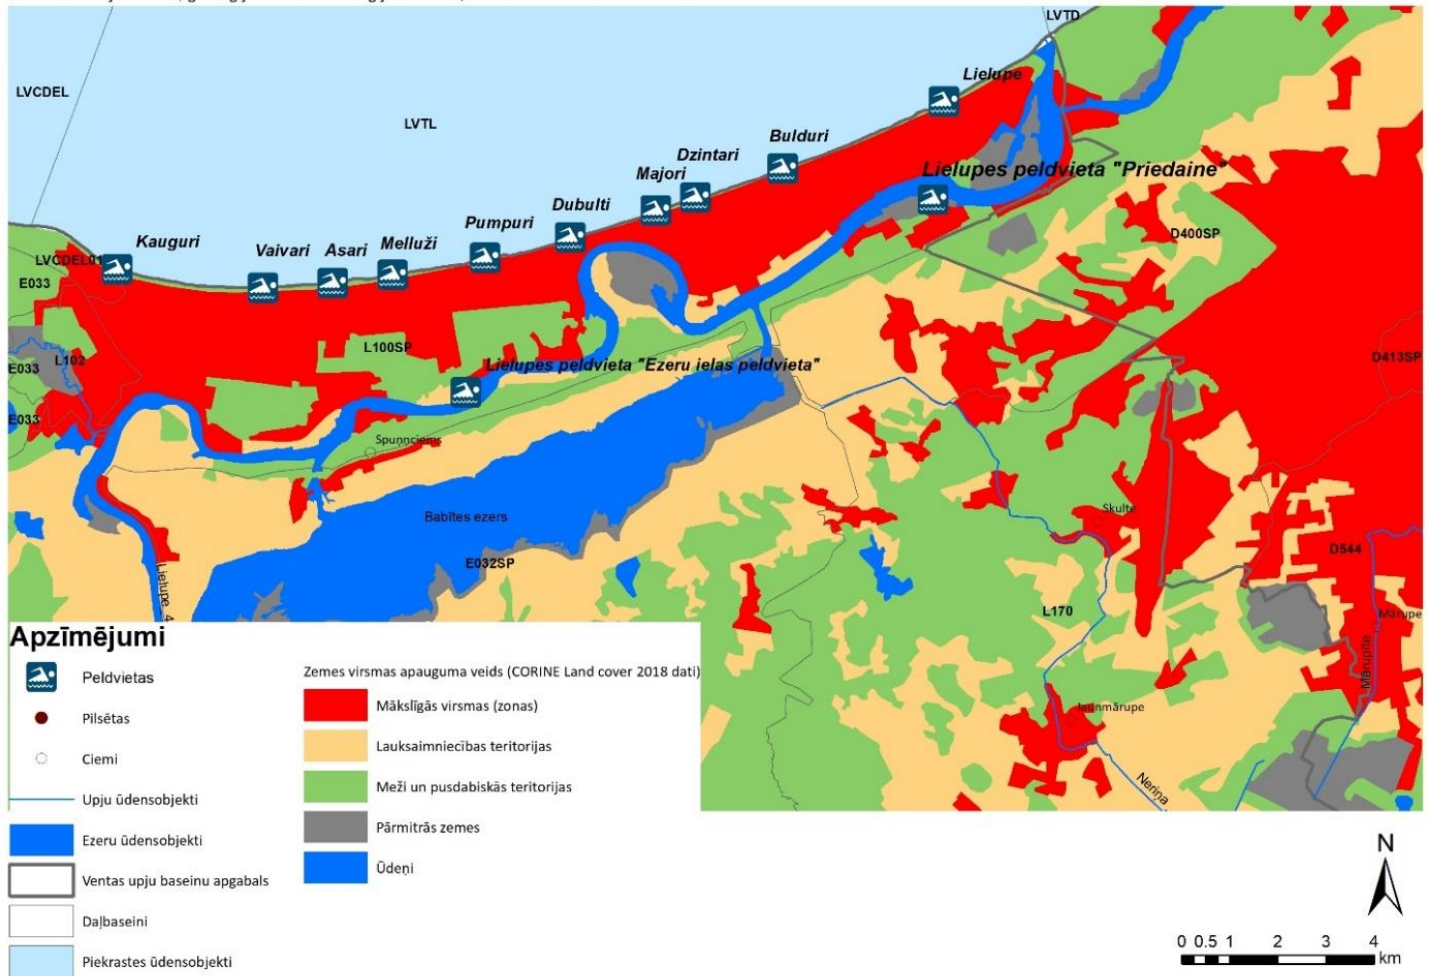 LVTD
LVCDEL
LVTL
Lielupe
Bulduri
Dzintari
Majori
Lielupes peldvieta "Priedaine"
Dubulti
Pumpuri
D400SP
Kauguri
Vaivari
Asari
Melluži
LVCDEL01
E033
L100SP
L102
E033
Lielupes peldvieta "Ezeru ielas peldvieta"
D413SP
E033
Spuņņciems
Babītes ezers
Skulte
D544
E032SP
Lielupe 4
L170
Mārupe
Mārupīte
Jaunmārupe
Neriņa
Apzīmējumi
Peldvietas
Pilsētas
Ciemi
Upju ūdensobjekti
Ezeru ūdensobjekti
Ventas upju baseinu apgabals
Daļbaseini
Piekrastes ūdensobjekti
Zemes virsmas apauguma veids (CORINE Land cover 2018 dati)
Mākslīgās virsmas (zonas)
Lauksaimniecības teritorijas
Meži un pusdabiskās teritorijas
Pārmitrās zemes
Ūdeņi
N
0 0.5 1 2 3 4
km